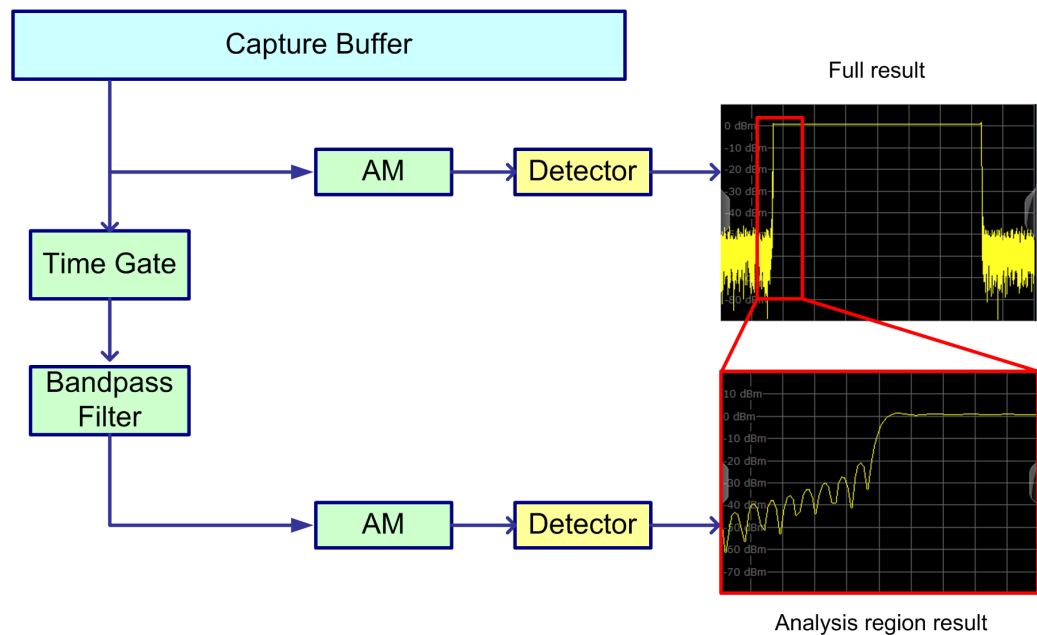 Capture Buffer
Full result
0 dBm
-10 dBm
-20 dBm
-30 dBm
-40 dBm
AM
Detector
Time Gate
Bandpass
Filter
10 dBm
0 dBm
-10 dBm
-20 dBm
-30 dBm
-40 dBm
-50 dBm
-60 dBm
-70 dBm
AM
Detector
Analysis region result